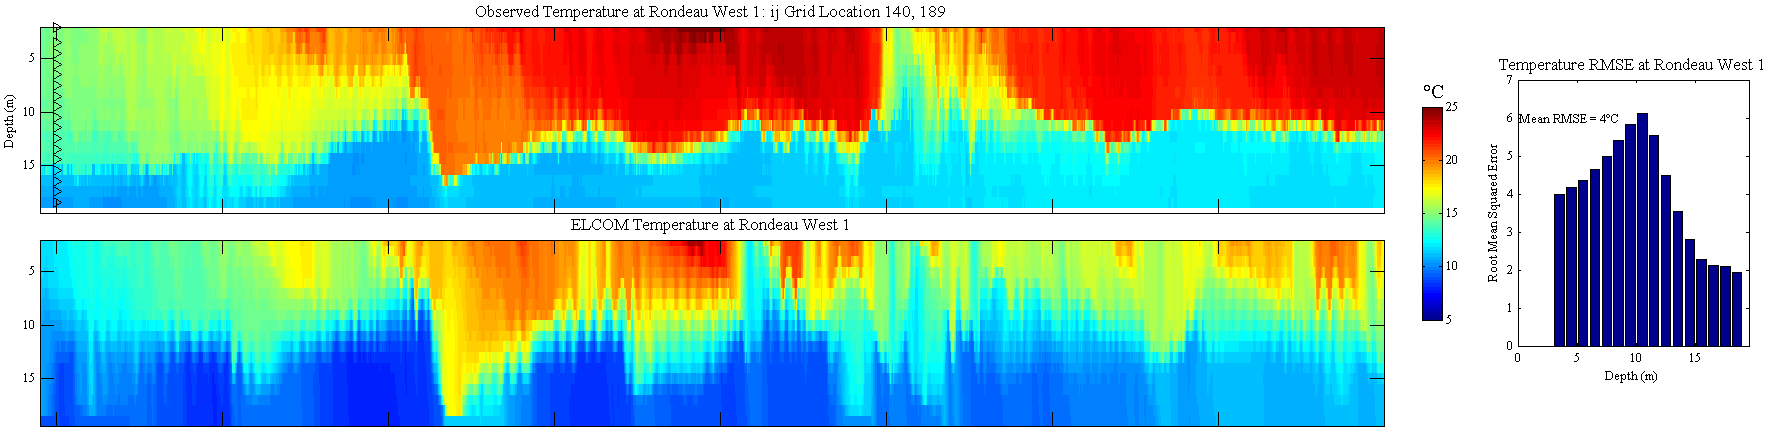 Observed Temperature at Rondeau West 1: ij Grid Location 140, 189
5
10
15
Depth (m)
ELCOM Temperature at Rondeau West 1
5
10
15
°C
25
20
15
10
5
Temperature RMSE at Rondeau West 1
7
6
5
4
3
2
1
0
Mean RMSE = 4°C
Root Mean Squared Error
0
5
10
15
Depth (m)